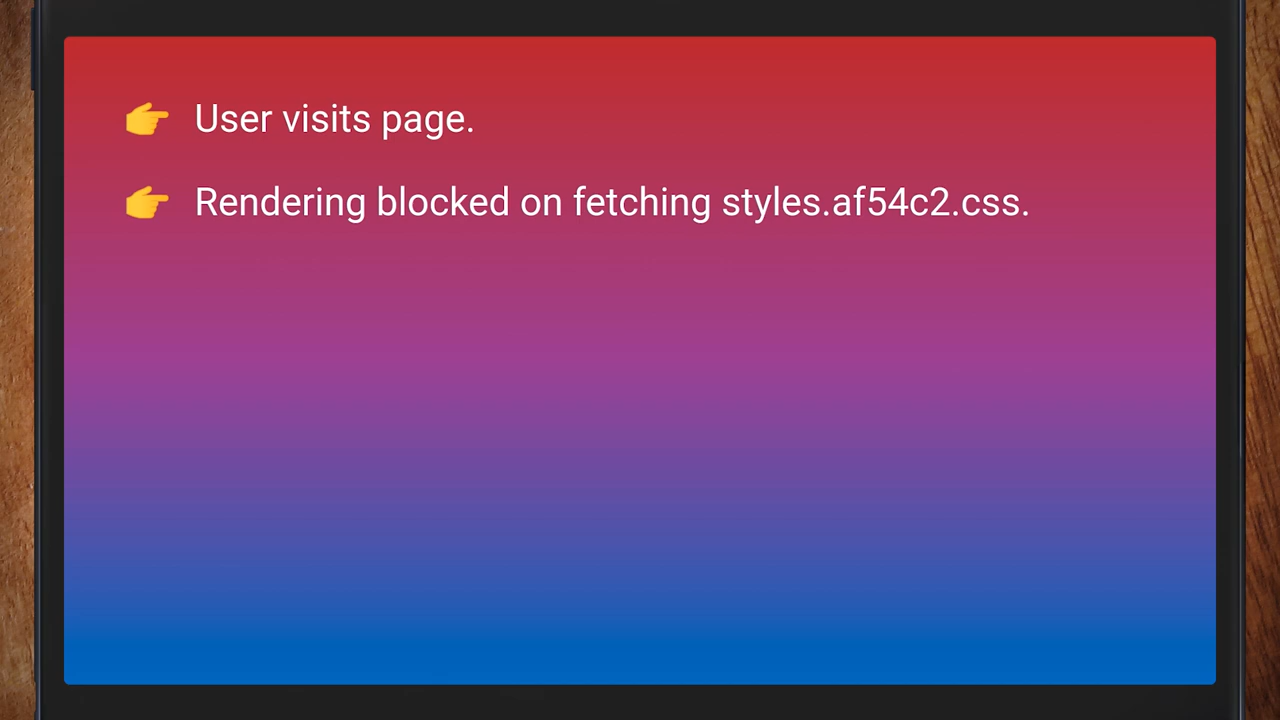 👉 User visits page.
👉 Rendering blocked on fetching styles.af54c2.css.